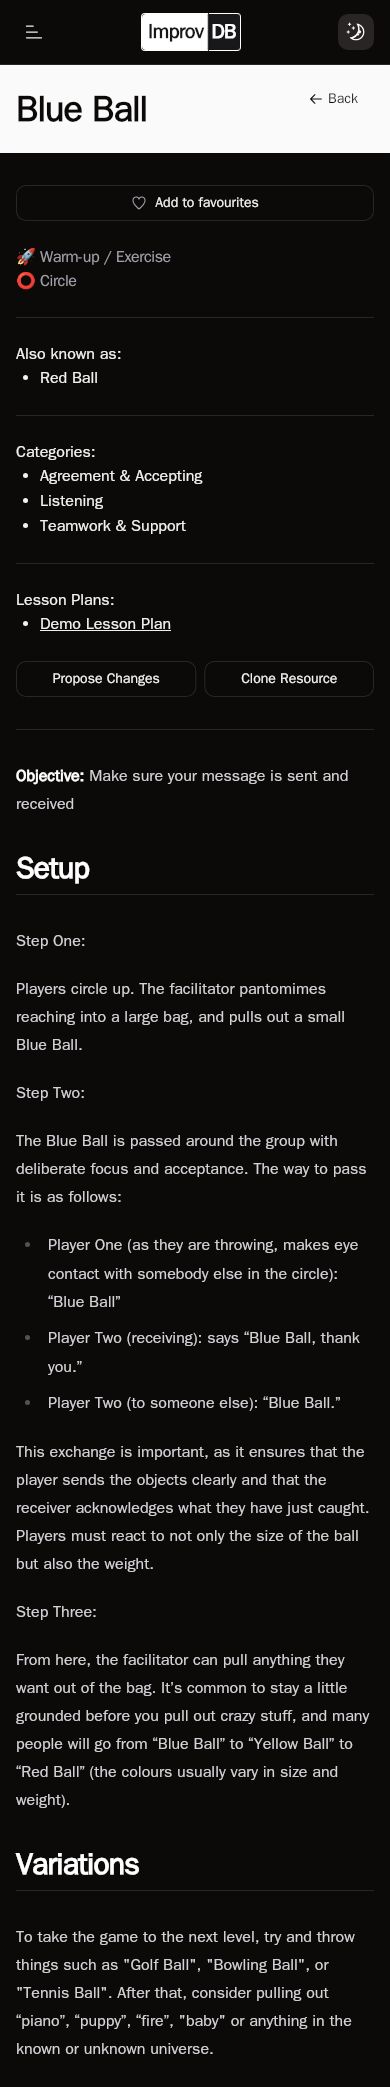 Improv DB
Blue Ball
← Back
Add to favourites
🚀 Warm-up / Exercise
⭕ Circle
Also known as:
• Red Ball
Categories:
• Agreement & Accepting
• Listening
• Teamwork & Support
Lesson Plans:
• Demo Lesson Plan
Propose Changes
Clone Resource
Objective: Make sure your message is sent and
received
Setup
Step One:
Players circle up. The facilitator pantomimes
reaching into a large bag, and pulls out a small
Blue Ball.
Step Two:
The Blue Ball is passed around the group with
deliberate focus and acceptance. The way to pass
it is as follows:
• Player One (as they are throwing, makes eye
contact with somebody else in the circle):
“Blue Ball”
• Player Two (receiving): says “Blue Ball, thank
you.”
• Player Two (to someone else): “Blue Ball.”
This exchange is important, as it ensures that the
player sends the objects clearly and that the
receiver acknowledges what they have just caught.
Players must react to not only the size of the ball
but also the weight.
Step Three:
From here, the facilitator can pull anything they
want out of the bag. It’s common to stay a little
grounded before you pull out crazy stuff, and many
people will go from “Blue Ball” to “Yellow Ball” to
“Red Ball” (the colours usually vary in size and
weight).
Variations
To take the game to the next level, try and throw
things such as "Golf Ball", "Bowling Ball", or
"Tennis Ball". After that, consider pulling out
“piano”, “puppy”, “fire”, "baby" or anything in the
known or unknown universe.